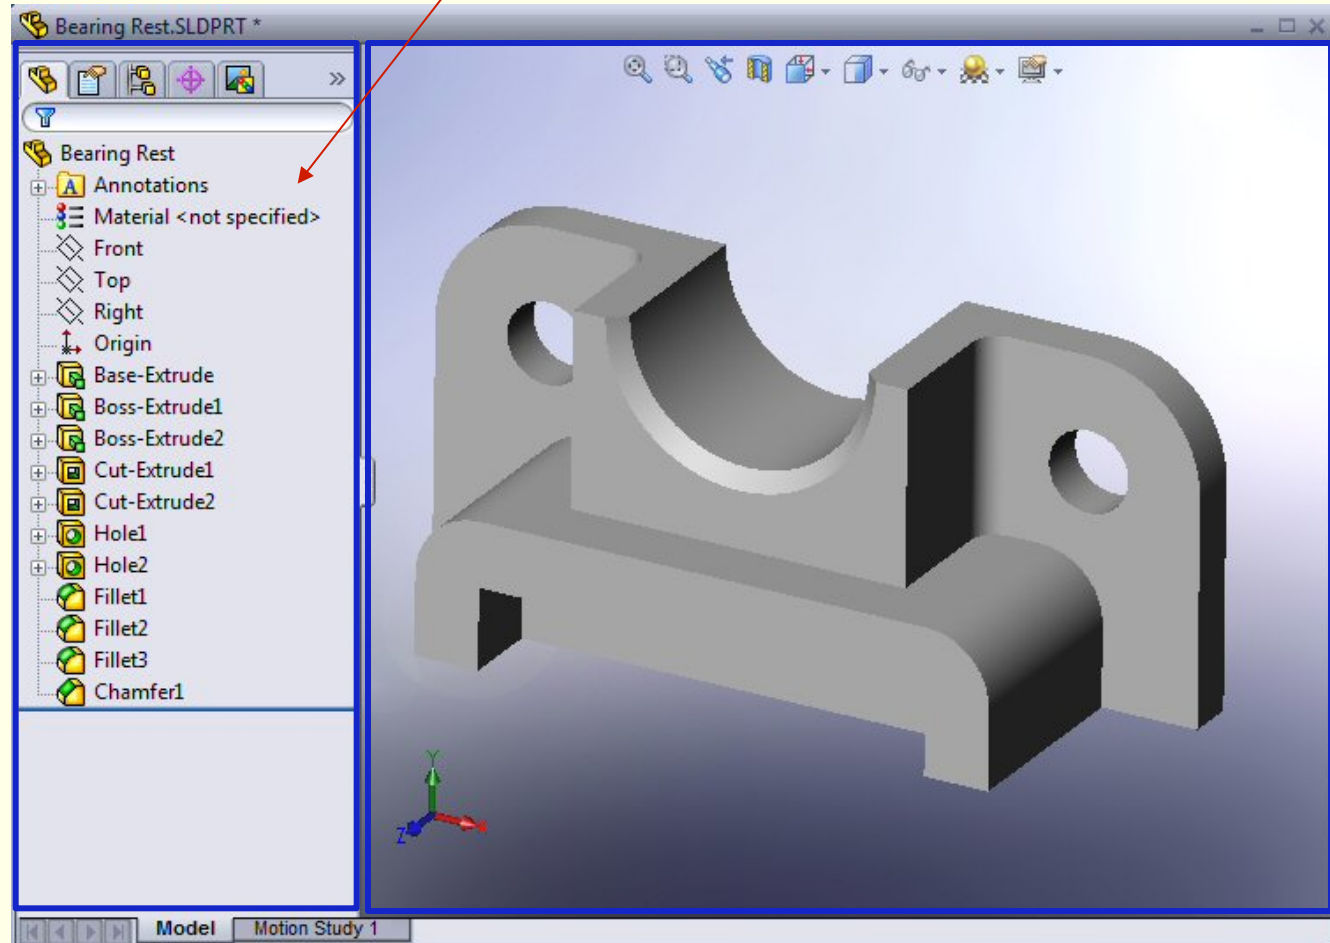 Bearing Rest.SLDPRT *
Bearing Rest
A Annotations
Material <not specified>
Front
Top
Right
Origin
Base-Extrude
Boss-Extrude1
Boss-Extrude2
Cut-Extrude1
Cut-Extrude2
Hole1
Hole2
Fillet1
Fillet2
Fillet3
Chamfer1
Y
Z X
Model Motion Study 1